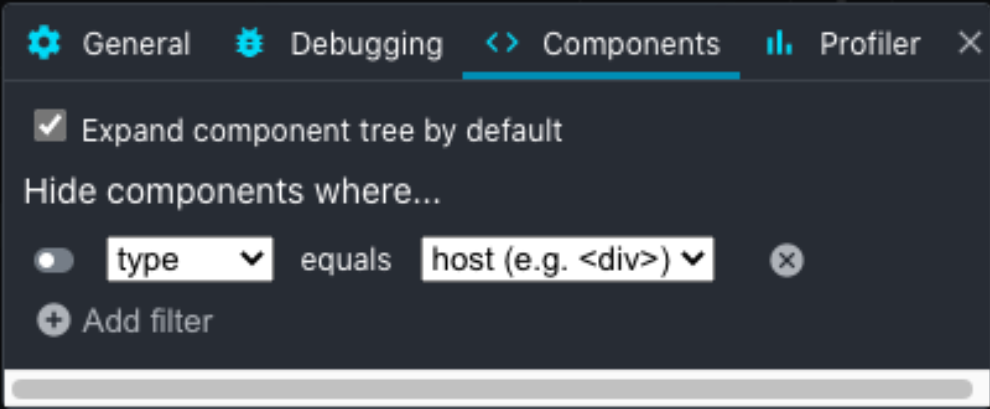 General Debugging <> Components Profiler
Expand component tree by default
Hide components where...
type equals host (e.g. <div>)
Add filter